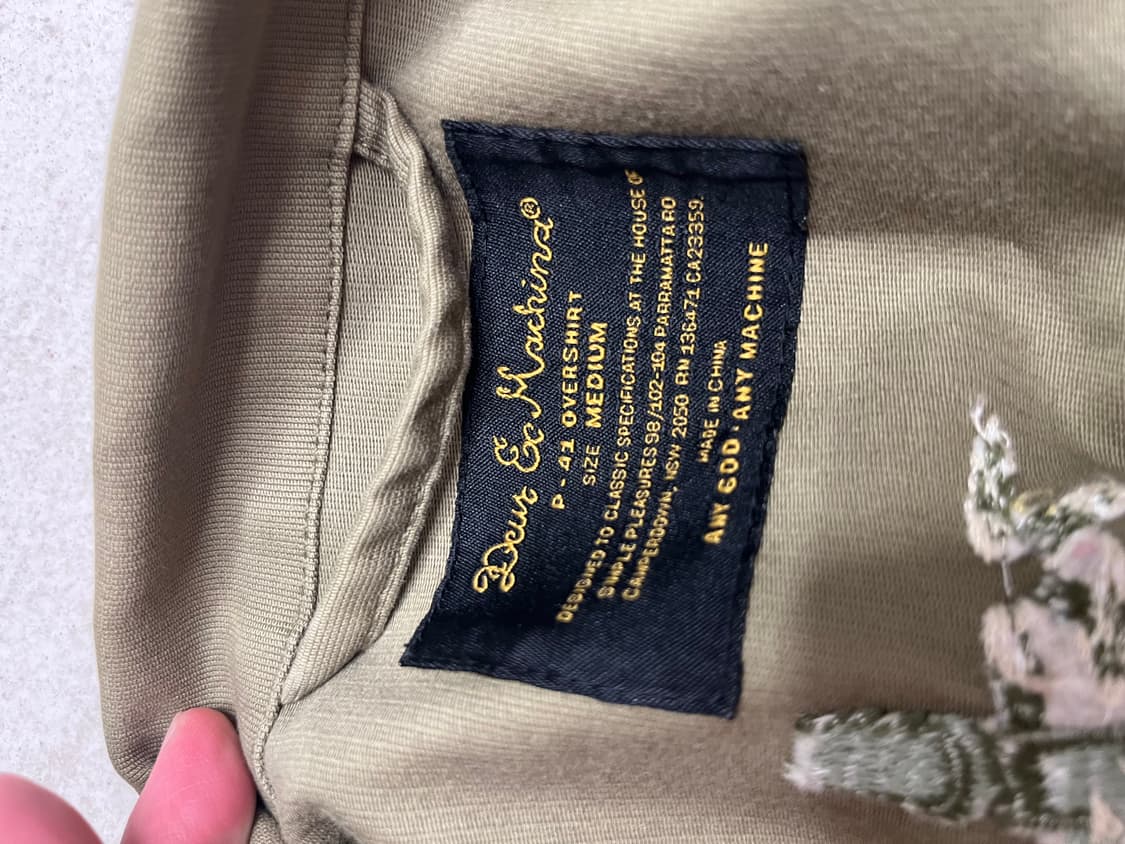 Deus Ex Machina®
P-41 OVERSHIRT
SIZE MEDIUM
DESIGNED TO CLASSIC SPECIFICATIONS AT THE HOUSE OF
SIMPLE PLEASURES 98/102-104 PARRAMATTA RD
CAMPERDOWN, NSW 2050 RN 136471 CA23359.
MADE IN CHINA
ANY GOD · ANY MACHINE